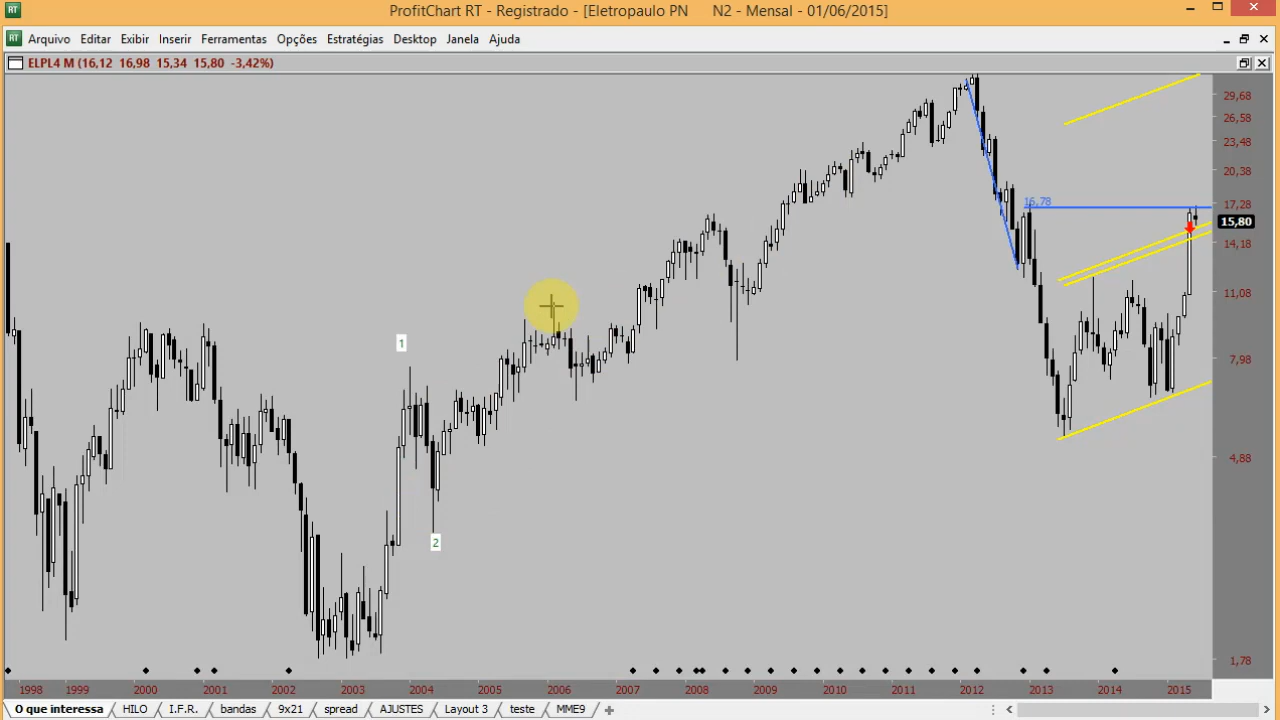 RT ProfitChart RT - Registrado - [Eletropaulo PN N2 - Mensal - 01/06/2015]
RT Arquivo Editar Exibir Inserir Ferramentas Opções Estratégias Desktop Janela Ajuda
ELPL4 M (16,12 16,98 15,34 15,80 -3,42%)
29,68
26,58
23,48
20,38
16,78
17,28
15,80
14,18
11,08
1
7,98
4,88
2
1,78
1998 1999 2000 2001 2002 2003 2004 2005 2006 2007 2008 2009 2010 2011 2012 2013 2014 2015
O que interessa HILO I.F.R. bandas 9x21 spread AJUSTES Layout 3 teste MME9